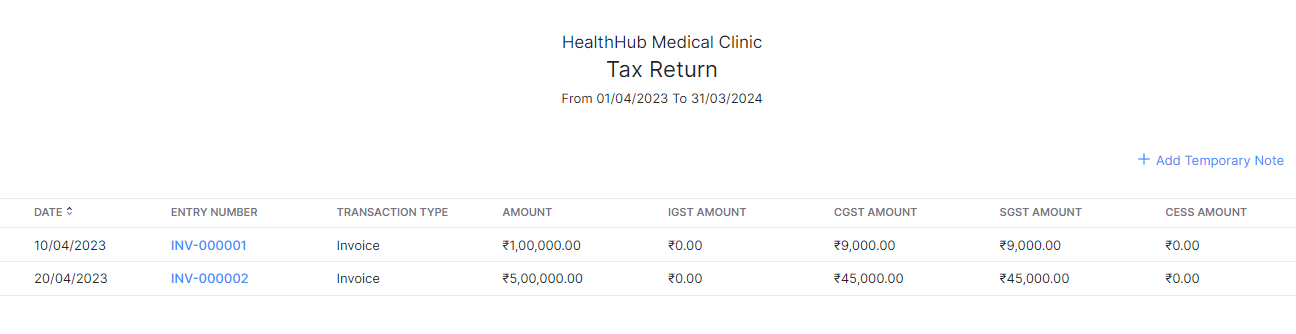 HealthHub Medical Clinic
Tax Return
From 01/04/2023 To 31/03/2024
+ Add Temporary Note
DATE ENTRY NUMBER TRANSACTION TYPE AMOUNT IGST AMOUNT CGST AMOUNT SGST AMOUNT CESS AMOUNT
10/04/2023 INV-000001 Invoice ₹1,00,000.00 ₹0.00 ₹9,000.00 ₹9,000.00 ₹0.00
20/04/2023 INV-000002 Invoice ₹5,00,000.00 ₹0.00 ₹45,000.00 ₹45,000.00 ₹0.00